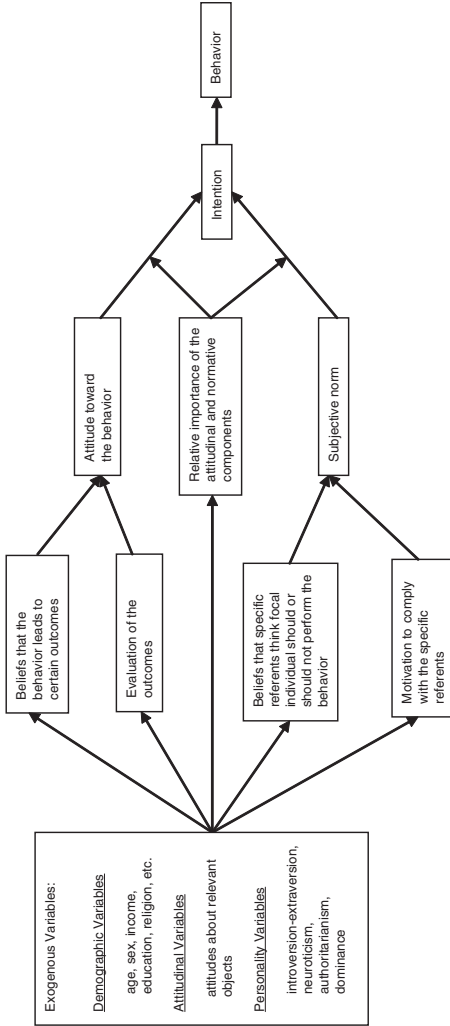 Exogenous Variables:
Demographic Variables
age, sex, income,
education, religion, etc.
Attitudinal Variables
attitudes about relevant
objects
Personality Variables
introversion-extraversion,
neuroticism,
authoritarianism,
dominance
Beliefs that the
behavior leads to
certain outcomes
Evaluation of the
outcomes
Beliefs that specific
referents think focal
individual should or
should not perform the
behavior
Motivation to comply
with the specific
referents
Attitude toward
the behavior
Relative importance of the
attitudinal and normative
components
Subjective norm
Intention
Behavior